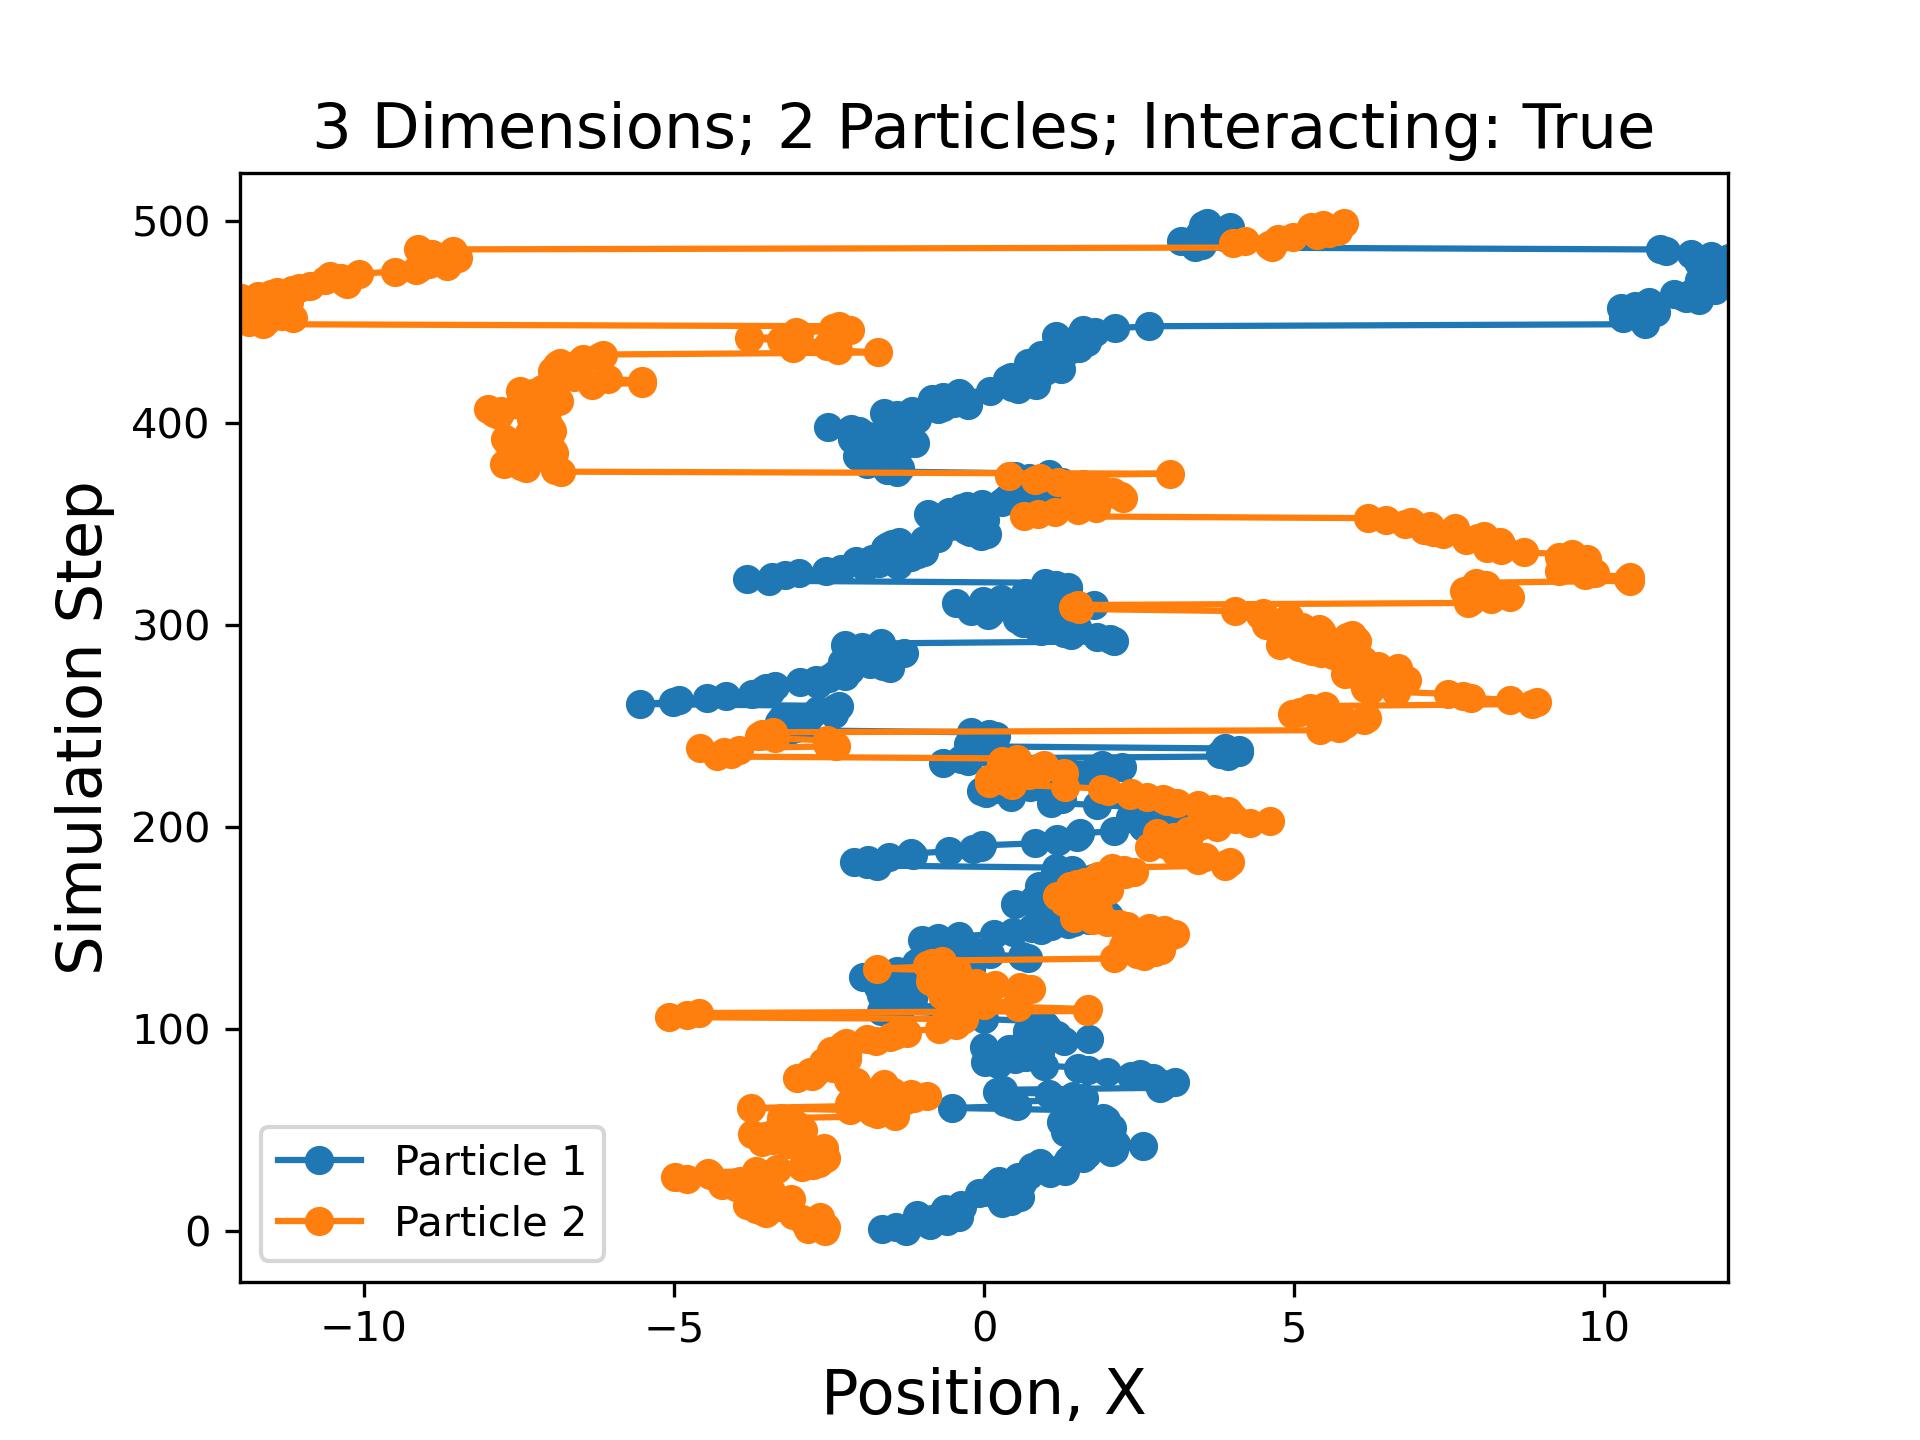 3 Dimensions; 2 Particles; Interacting: True
500
400
300
200
100
0
Simulation Step
Particle 1
Particle 2
−10
−5
0
5
10
Position, X